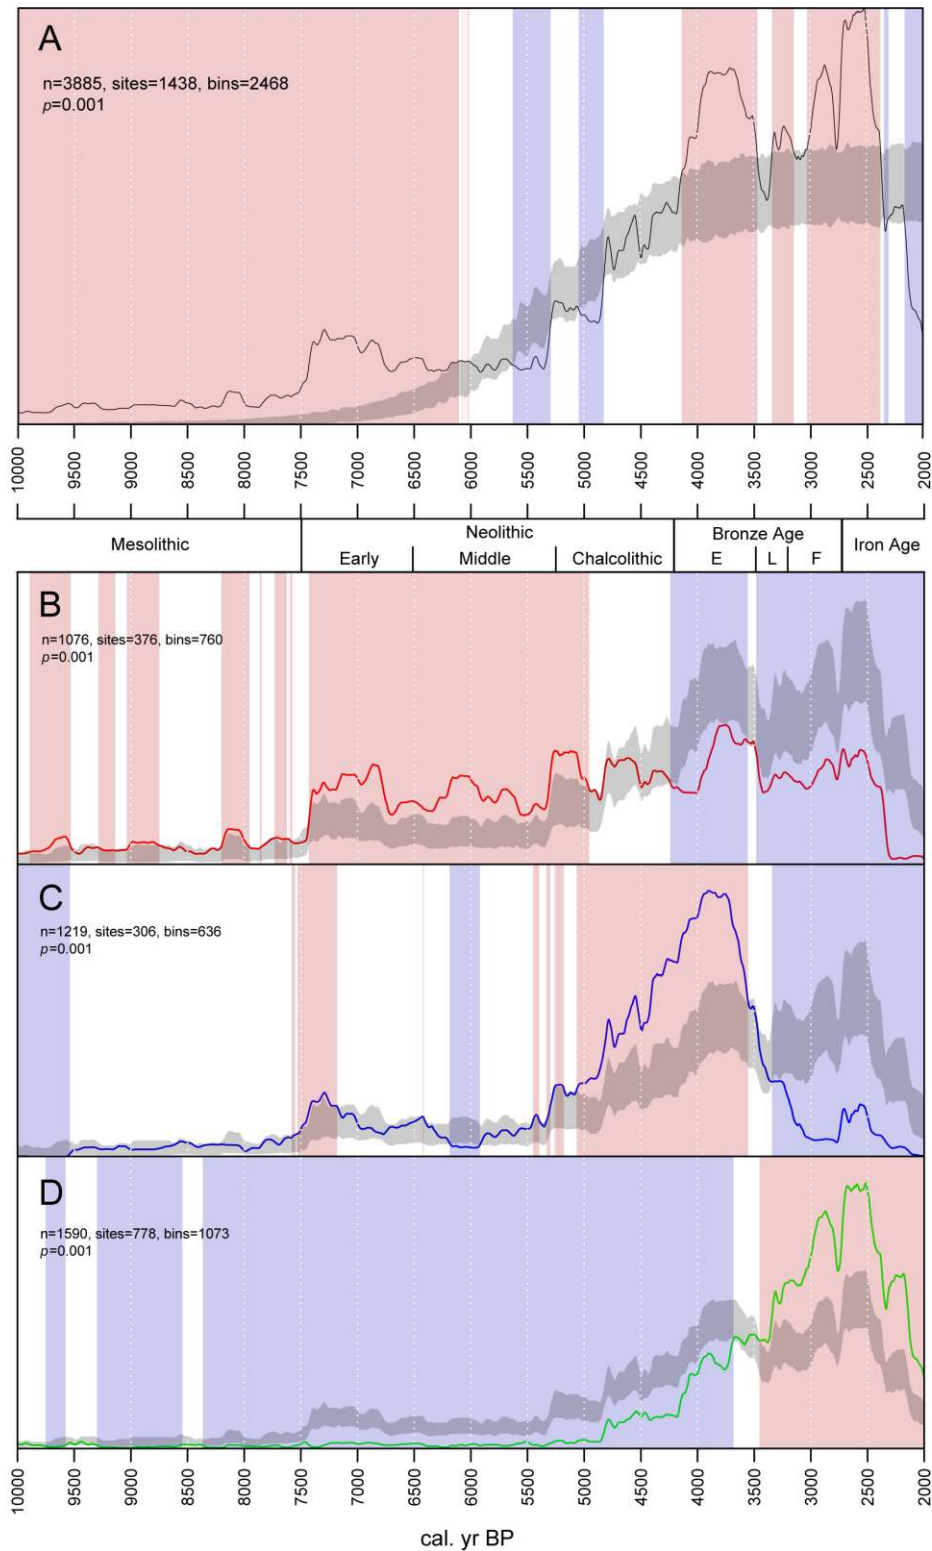 A
n=3885, sites=1438, bins=2468
p=0.001
10000 9500 9000 8500 8000 7500 7000 6500 6000 5500 5000 4500 4000 3500 3000 2500 2000
Mesolithic Neolithic Bronze Age Iron Age
Early Middle Chalcolithic E L F
B
n=1076, sites=376, bins=760
p=0.001
C
n=1219, sites=306, bins=636
p=0.001
D
n=1590, sites=778, bins=1073
p=0.001
10000 9500 9000 8500 8000 7500 7000 6500 6000 5500 5000 4500 4000 3500 3000 2500 2000
cal. yr BP